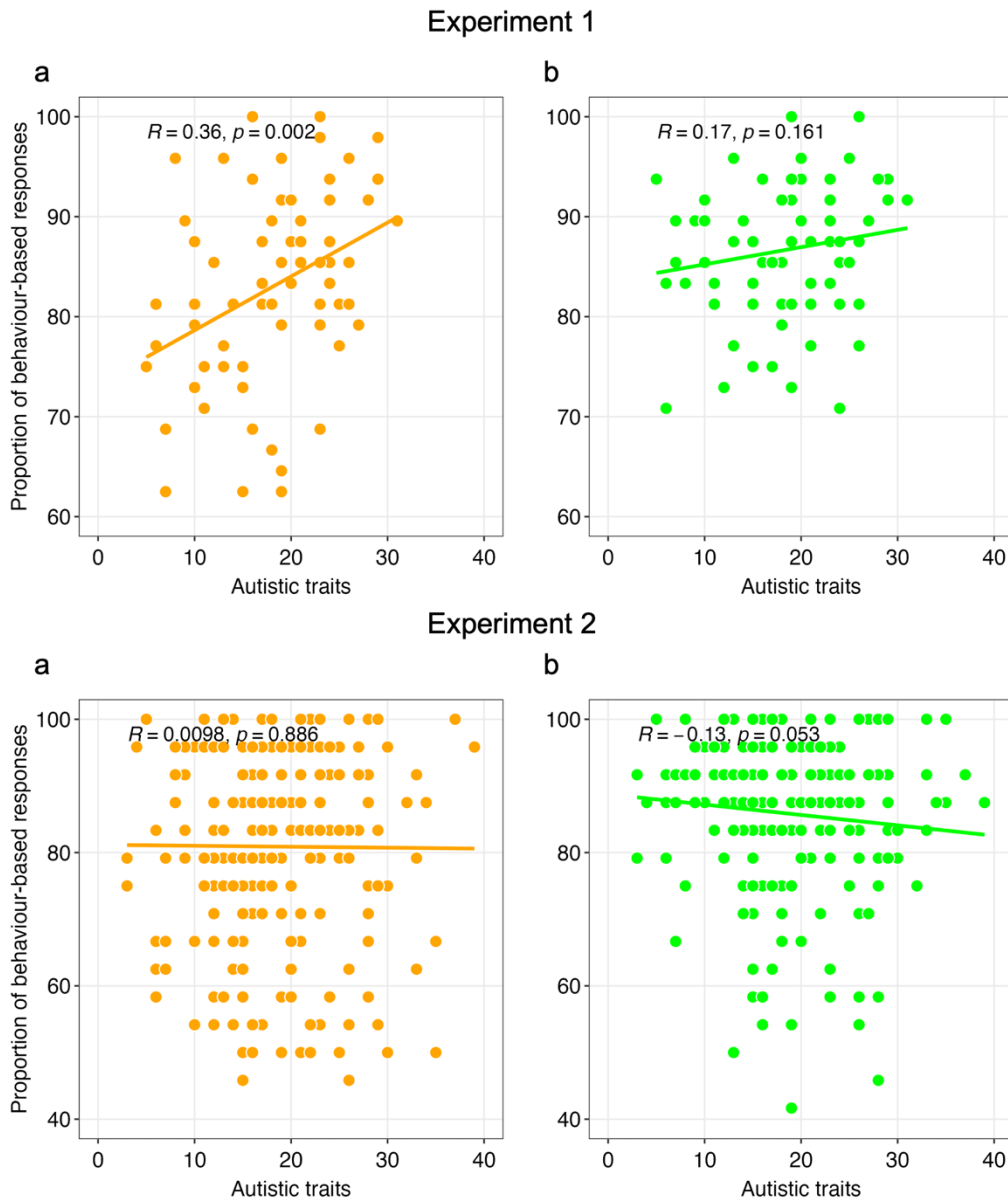 Experiment 1
a
b
R = 0.36, p = 0.002
R = 0.17, p = 0.161
Proportion of behaviour-based responses
100
90
80
70
60
100
90
80
70
60
0 10 20 30 40
0 10 20 30 40
Autistic traits
Autistic traits
Experiment 2
a
b
R = 0.0098, p = 0.886
R = −0.13, p = 0.053
Proportion of behaviour-based responses
100
80
60
40
100
80
60
40
0 10 20 30 40
0 10 20 30 40
Autistic traits
Autistic traits